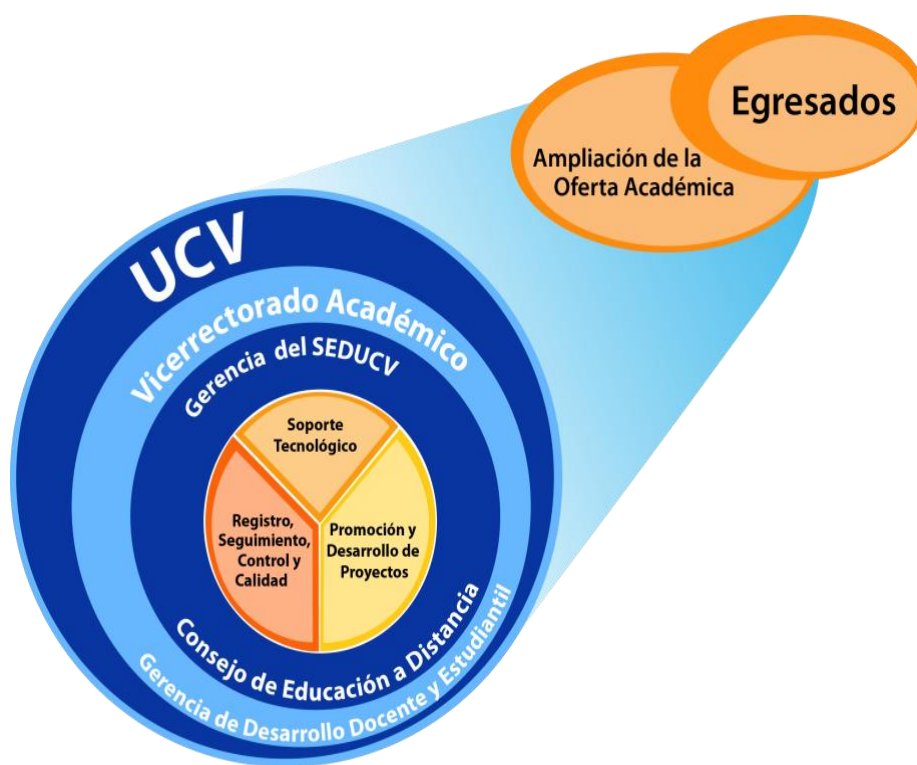 Egresados
Ampliación de la
Oferta Académica
UCV
Vicerrectorado Académico
Gerencia del SEDUCV
Soporte
Tecnológico
Registro,
Seguimiento,
Control y
Calidad
Promoción y
Desarrollo de
Proyectos
Consejo de Educación a Distancia
Gerencia de Desarrollo Docente y Estudiantil